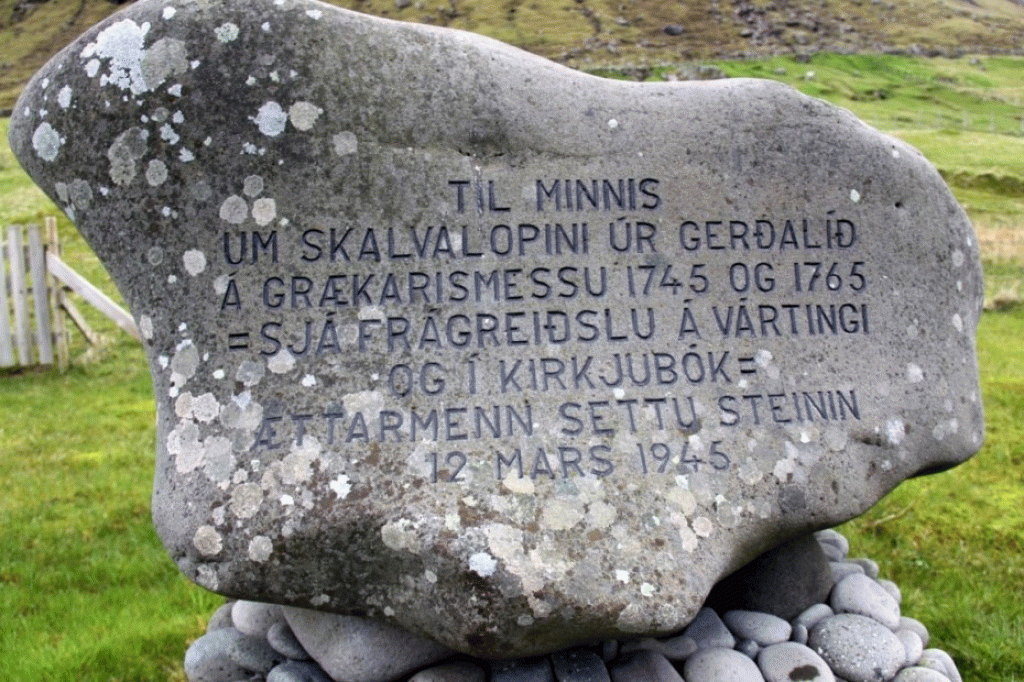 TIL MINNIS
UM SKALVALOPINI ÚR GERÐALÍÐ
Á GRÆKARISMESSU 1745 OG 1765
=SJÁ FRÁGREIÐSLU Á VÁRTINGI
OG Í KIRKJUBÓK=
ÆTTARMENN SETTU STEININ
12 MARS 1945